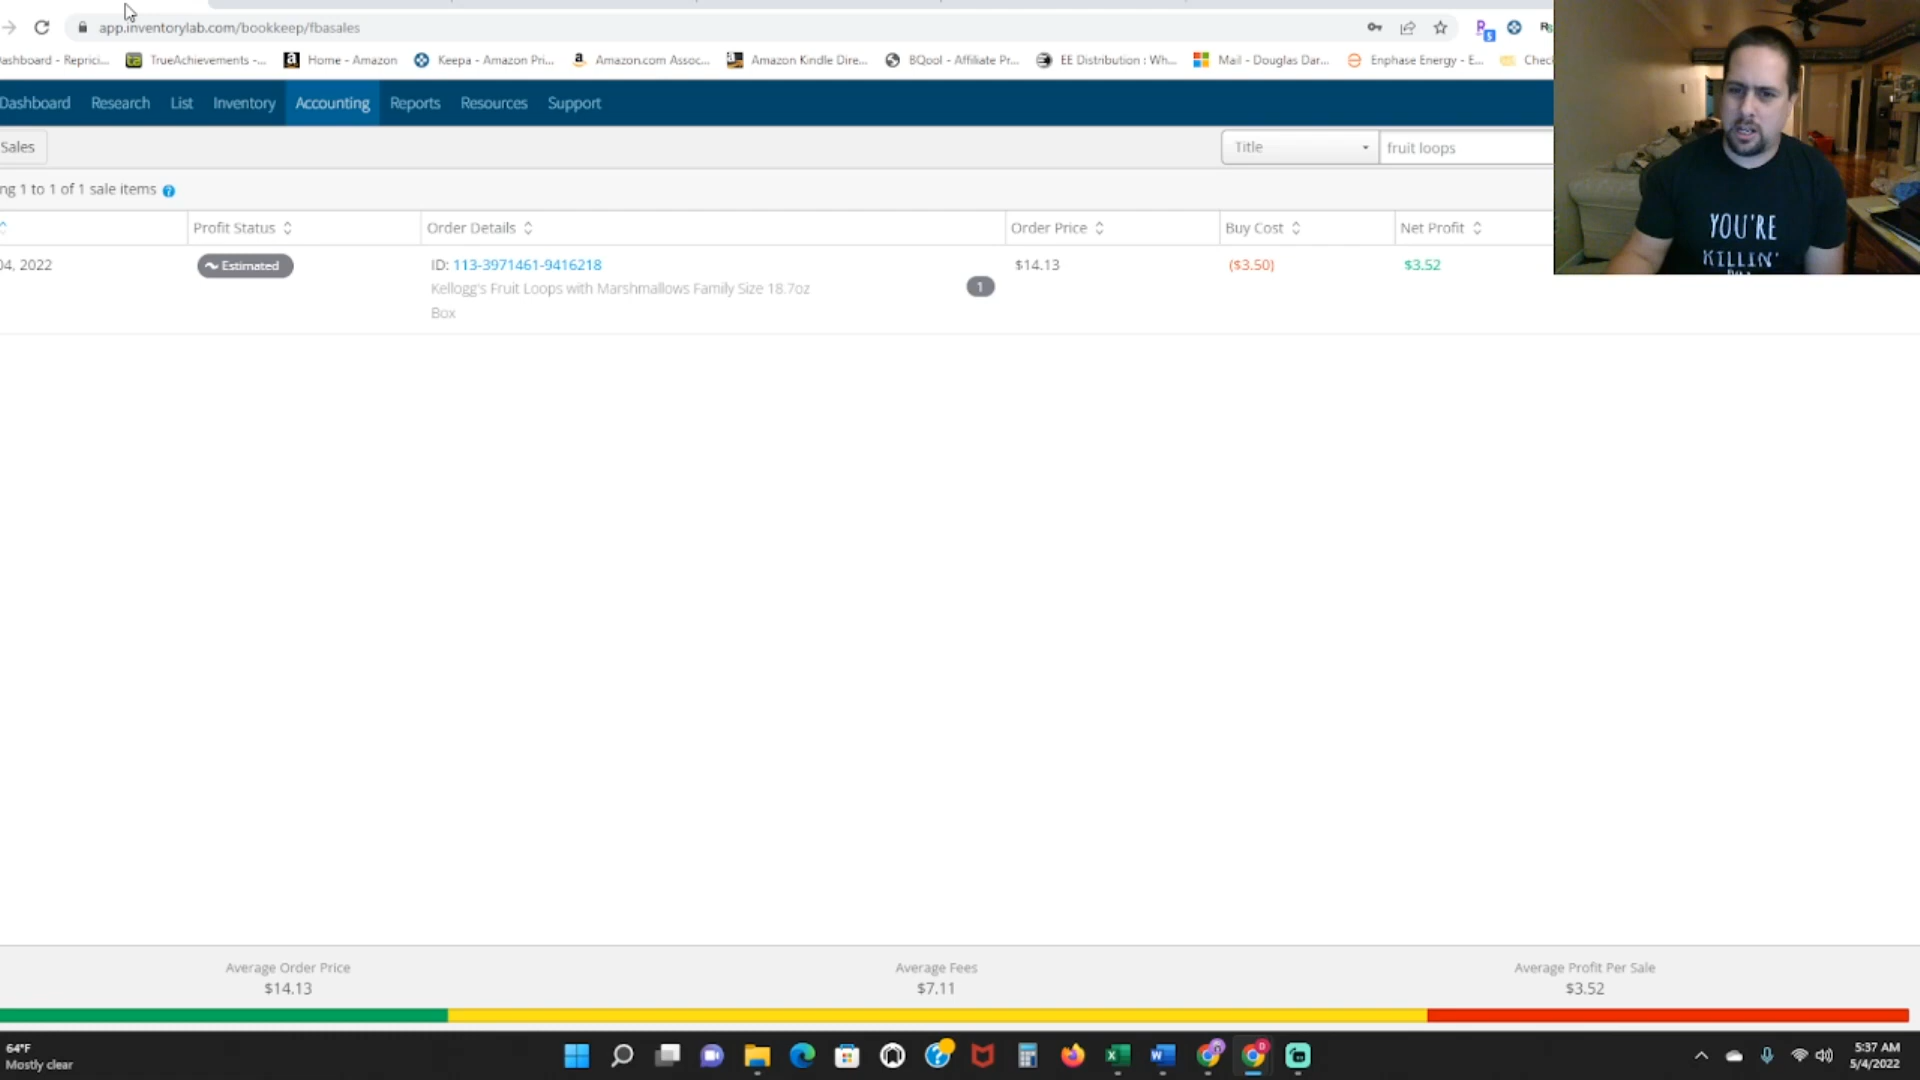 app.inventorylab.com/bookkeep/fbasales
ashboard - Reprici... TrueAchievements -... Home - Amazon Keepa - Amazon Pri... Amazon.com Assoc... Amazon Kindle Dire... BQool - Affiliate Pr... EE Distribution : Wh... Mail - Douglas Dar... Enphase Energy - E... Chec
Dashboard Research List Inventory Accounting Reports Resources Support
Sales Title fruit loops
ng 1 to 1 of 1 sale items ?
Profit Status Order Details Order Price Buy Cost Net Profit
04, 2022 Estimated ID: 113-3971461-9416218 $14.13 ($3.50) $3.52
Kellogg's Fruit Loops with Marshmallows Family Size 18.7oz 1
Box
YOU'RE
KILLIN'
Average Order Price Average Fees Average Profit Per Sale
$14.13 $7.11 $3.52
64°F
Mostly clear
5:37 AM
5/4/2022